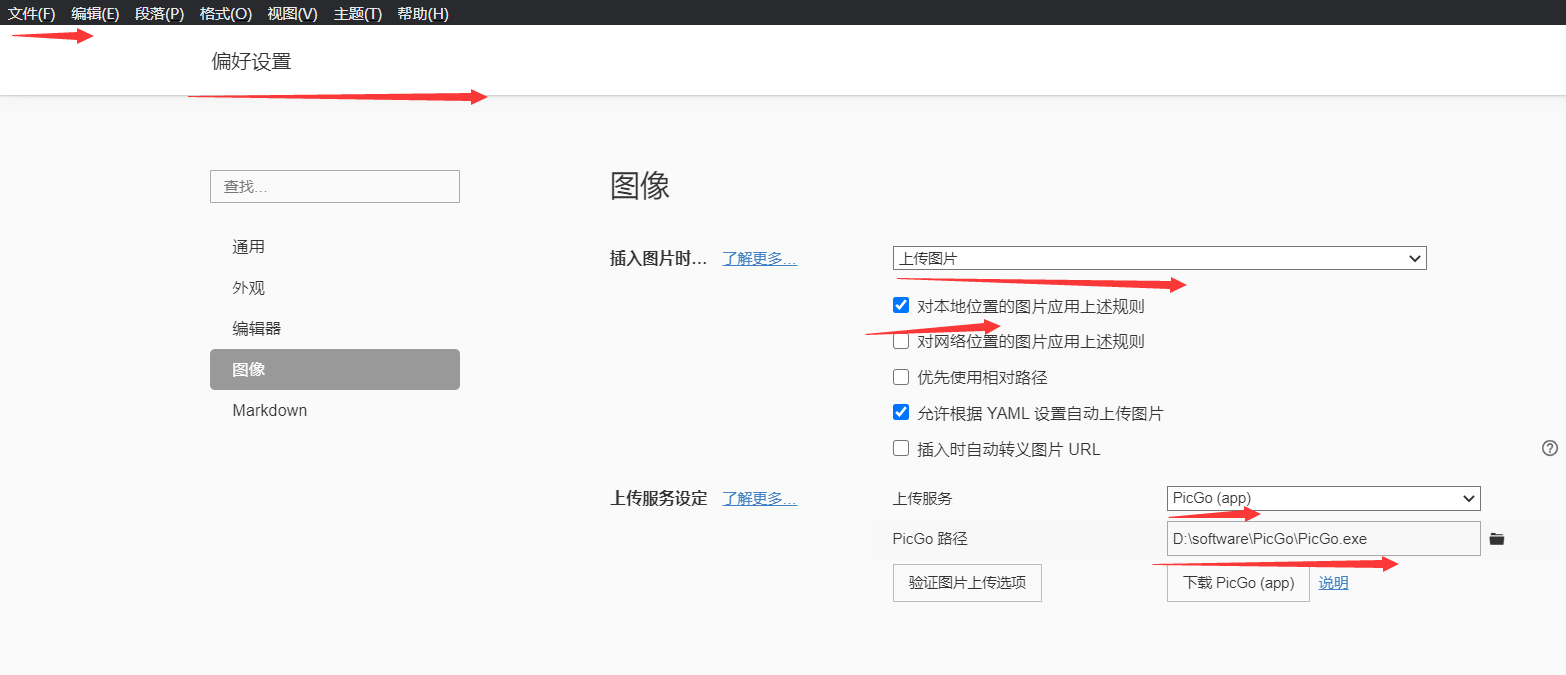 文件(F) 编辑(E) 段落(P) 格式(O) 视图(V) 主题(T) 帮助(H)
偏好设置
查找...
通用
外观
编辑器
图像
Markdown
图像
插入图片时... 了解更多... 上传图片
对本地位置的图片应用上述规则
对网络位置的图片应用上述规则
优先使用相对路径
允许根据 YAML 设置自动上传图片
插入时自动转义图片 URL
上传服务设定 了解更多... 上传服务 PicGo (app)
PicGo 路径 D:\software\PicGo\PicGo.exe
验证图片上传选项 下载 PicGo (app) 说明